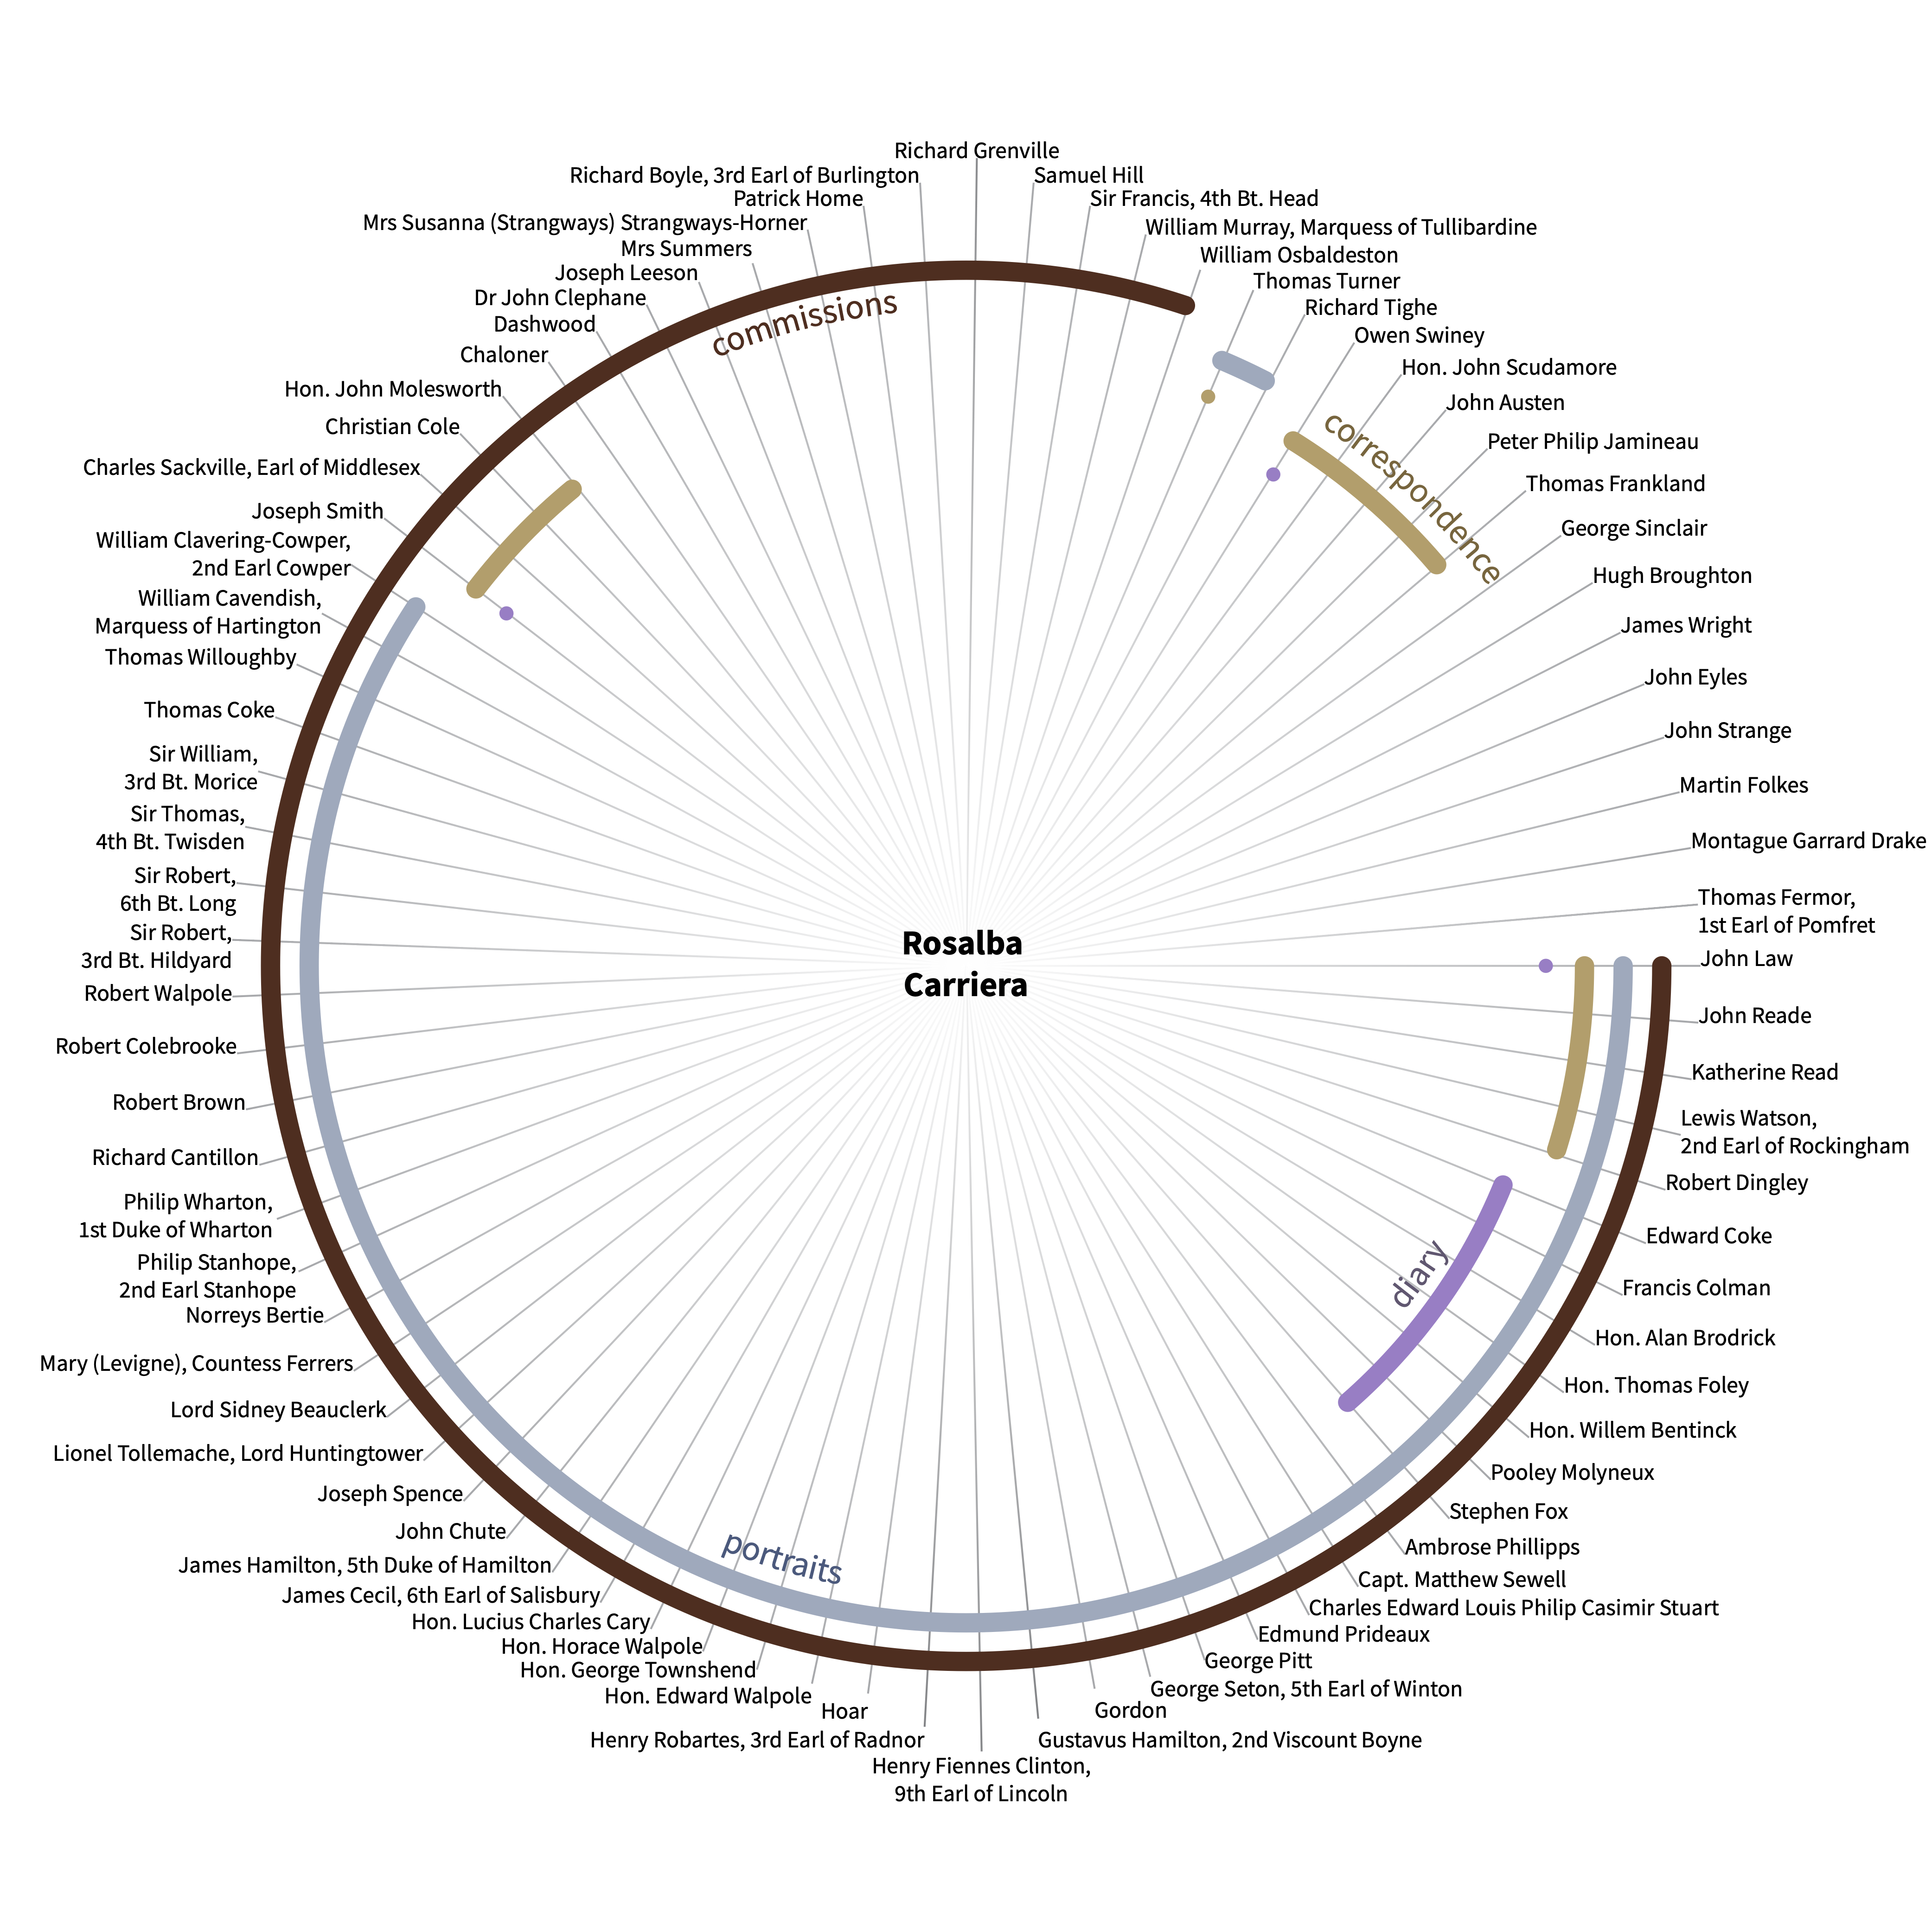 Richard Grenville
Samuel Hill
Sir Francis, 4th Bt. Head
William Murray, Marquess of Tullibardine
William Osbaldeston
Thomas Turner
Richard Tighe
Owen Swiney
Hon. John Scudamore
John Austen
Peter Philip Jamineau
Thomas Frankland
George Sinclair
Hugh Broughton
James Wright
John Eyles
John Strange
Martin Folkes
Montague Garrard Drake
Thomas Fermor,
1st Earl of Pomfret
John Law
John Reade
Katherine Read
Lewis Watson,
2nd Earl of Rockingham
Robert Dingley
Edward Coke
Francis Colman
Hon. Alan Brodrick
Hon. Thomas Foley
Hon. Willem Bentinck
Pooley Molyneux
Stephen Fox
Ambrose Phillipps
Capt. Matthew Sewell
Charles Edward Louis Philip Casimir Stuart
Edmund Prideaux
George Pitt
George Seton, 5th Earl of Winton
Gordon
Gustavus Hamilton, 2nd Viscount Boyne
Henry Fiennes Clinton,
9th Earl of Lincoln
Henry Robartes, 3rd Earl of Radnor
Hoar
Hon. Edward Walpole
Hon. George Townshend
Hon. Horace Walpole
Hon. Lucius Charles Cary
James Cecil, 6th Earl of Salisbury
James Hamilton, 5th Duke of Hamilton
John Chute
Joseph Spence
Lionel Tollemache, Lord Huntingtower
Lord Sidney Beauclerk
Mary (Levigne), Countess Ferrers
Norreys Bertie
Philip Stanhope,
2nd Earl Stanhope
Philip Wharton,
1st Duke of Wharton
Richard Cantillon
Robert Brown
Robert Colebrooke
Robert Walpole
Sir Robert,
3rd Bt. Hildyard
Sir Robert,
6th Bt. Long
Sir Thomas,
4th Bt. Twisden
Sir William,
3rd Bt. Morice
Thomas Coke
Thomas Willoughby
William Cavendish,
Marquess of Hartington
William Clavering-Cowper,
2nd Earl Cowper
Joseph Smith
Charles Sackville, Earl of Middlesex
Christian Cole
Hon. John Molesworth
Chaloner
Dashwood
Dr John Clephane
Joseph Leeson
Mrs Summers
Mrs Susanna (Strangways) Strangways-Horner
Patrick Home
Richard Boyle, 3rd Earl of Burlington
commissions
correspondence
diary
portraits
Rosalba
Carriera